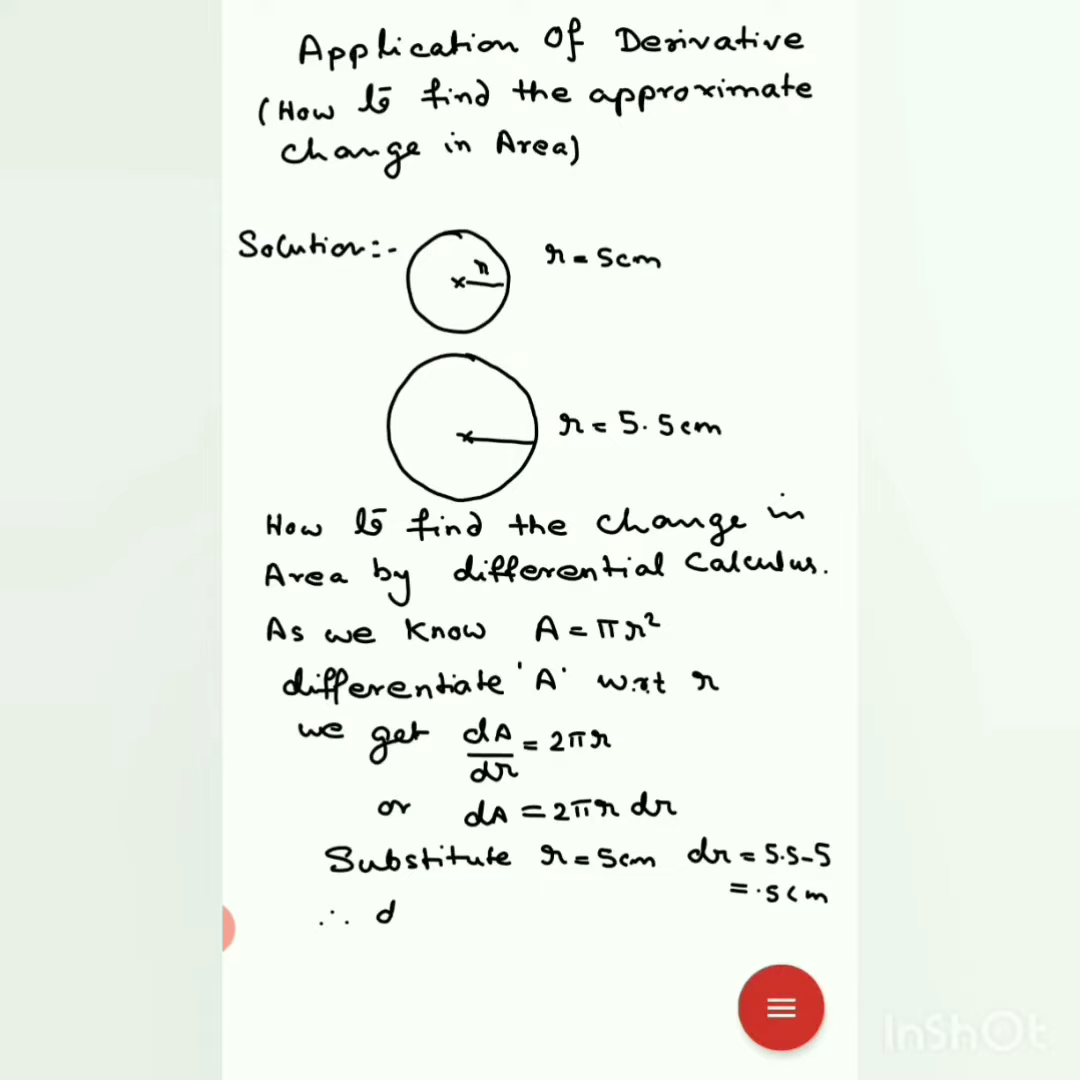 Application Of Derivative
(How to find the approximate
change in Area)
Solution:-
r
r = 5cm
r = 5.5cm
How to find the change in
Area by differential Calculus.
As we know A = πr²
differentiate 'A' w.r.t r
we get dA/dr = 2πr
or dA = 2πr dr
Substitute r = 5cm dr = 5.5-5
= .5cm
∴ d
InShOt